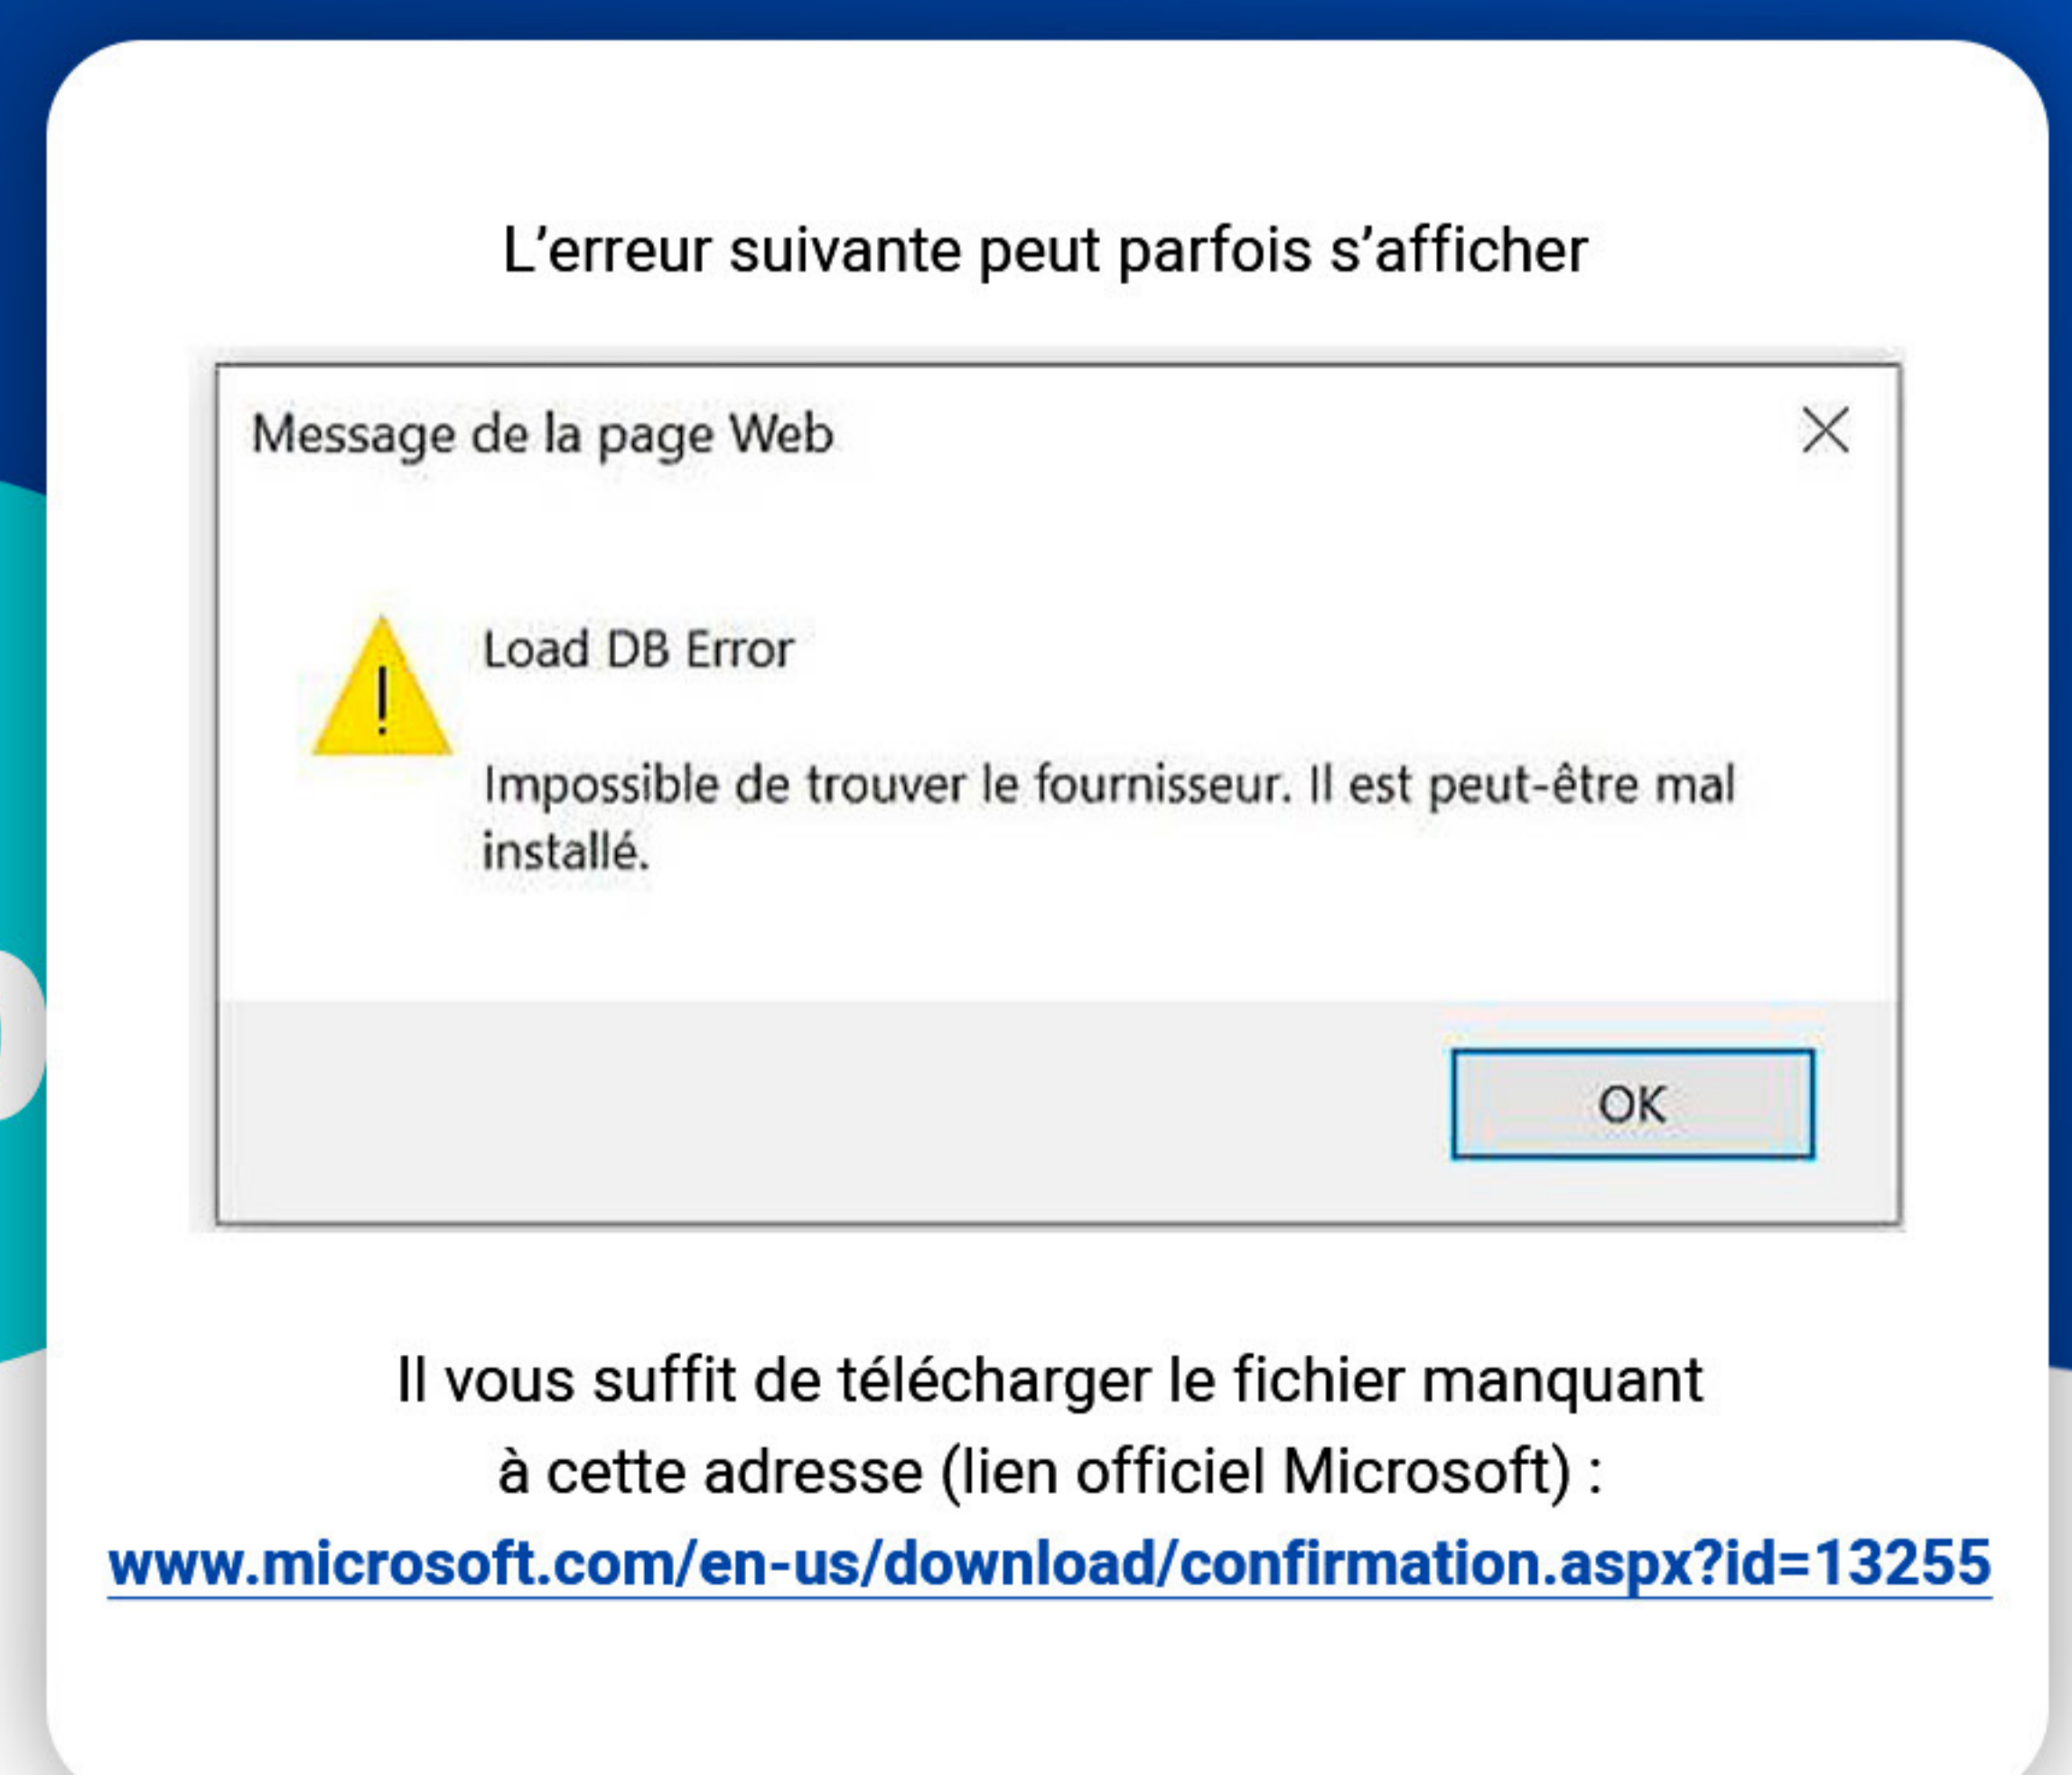 L’erreur suivante peut parfois s’afficher
Message de la page Web
Load DB Error
Impossible de trouver le fournisseur. Il est peut-être mal
installé.
OK
Il vous suffit de télécharger le fichier manquant
à cette adresse (lien officiel Microsoft) :
www.microsoft.com/en-us/download/confirmation.aspx?id=13255